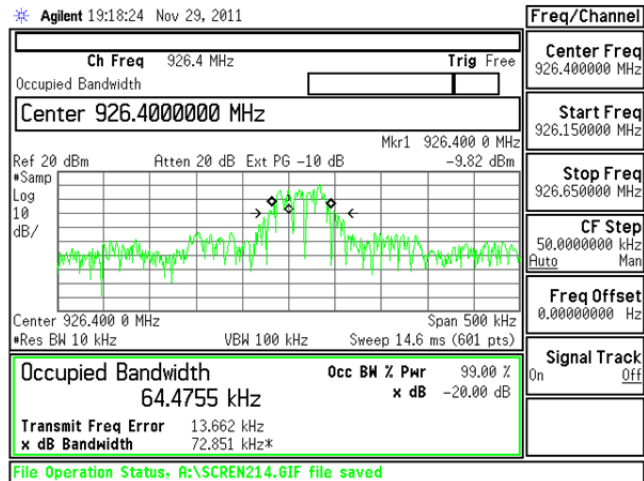 Agilent 19:18:24 Nov 29, 2011
Freq/Channel
Ch Freq 926.4 MHz Trig Free
Occupied Bandwidth
Center 926.4000000 MHz
Mkr1 926.400 0 MHz
Ref 20 dBm Atten 20 dB Ext PG -10 dB -9.82 dBm
#Samp
Log
10
dB/
Center 926.400 0 MHz Span 500 kHz
#Res BW 10 kHz VBW 100 kHz Sweep 14.6 ms (601 pts)
Occupied Bandwidth Occ BW % Pwr 99.00 %
64.4755 kHz x dB -20.00 dB
Transmit Freq Error 13.662 kHz
x dB Bandwidth 72.851 kHz*
File Operation Status, A:\SCREN214.GIF file saved
Center Freq
926.400000 MHz
Start Freq
926.150000 MHz
Stop Freq
926.650000 MHz
CF Step
50.0000000 kHz
Auto Man
Freq Offset
0.00000000 Hz
Signal Track
On Off